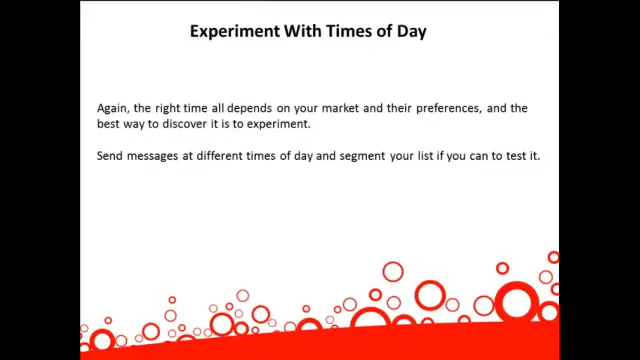 Experiment With Times of Day
Again, the right time all depends on your market and their preferences, and the
best way to discover it is to experiment.
Send messages at different times of day and segment your list if you can to test it.